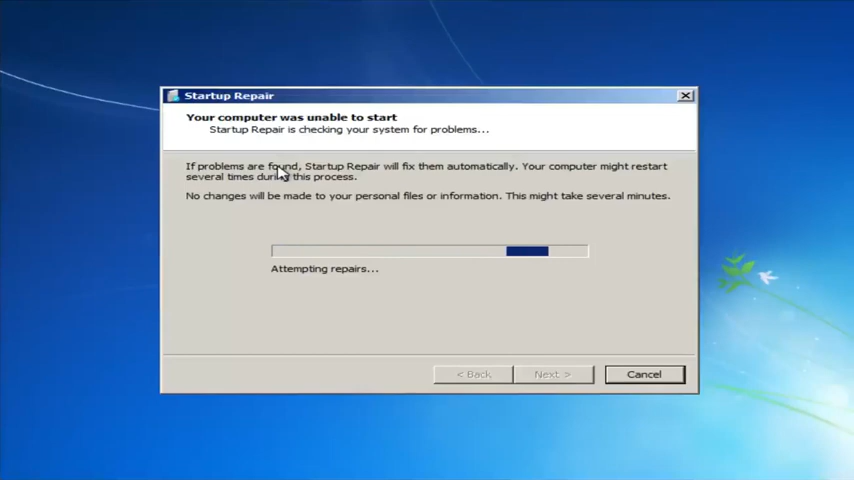 Startup Repair
Your computer was unable to start
Startup Repair is checking your system for problems...
If problems are found, Startup Repair will fix them automatically. Your computer might restart
several times during this process.
No changes will be made to your personal files or information. This might take several minutes.
Attempting repairs...
< Back
Next >
Cancel